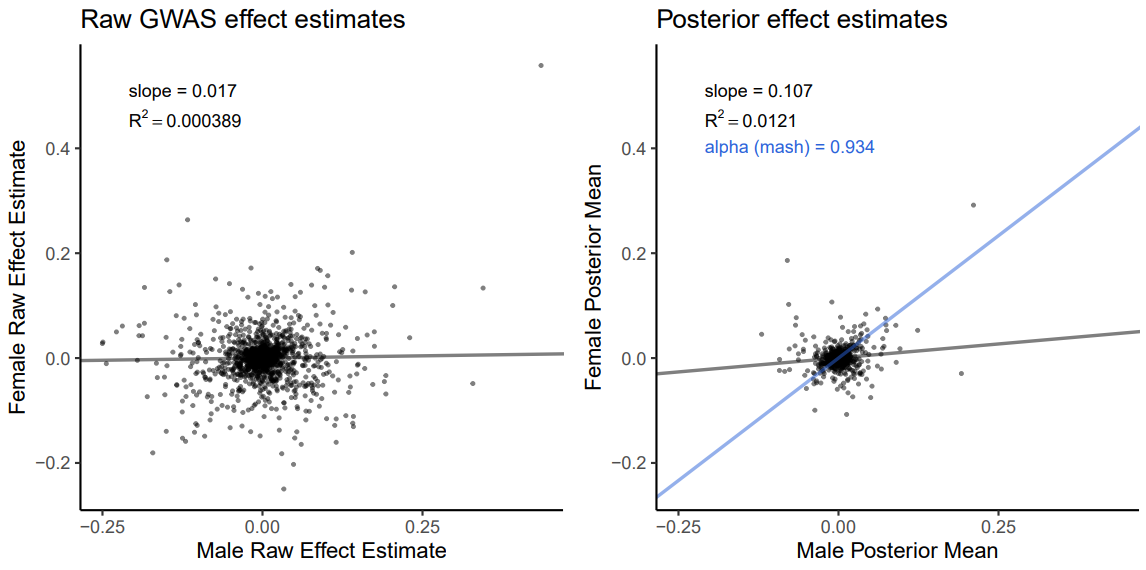 Raw GWAS effect estimates
slope = 0.017
R² = 0.000389
Female Raw Effect Estimate
0.4
0.2
0.0
−0.2
−0.25
0.00
0.25
Male Raw Effect Estimate
Posterior effect estimates
slope = 0.107
R² = 0.0121
alpha (mash) = 0.934
Female Posterior Mean
0.4
0.2
0.0
−0.2
−0.25
0.00
0.25
Male Posterior Mean